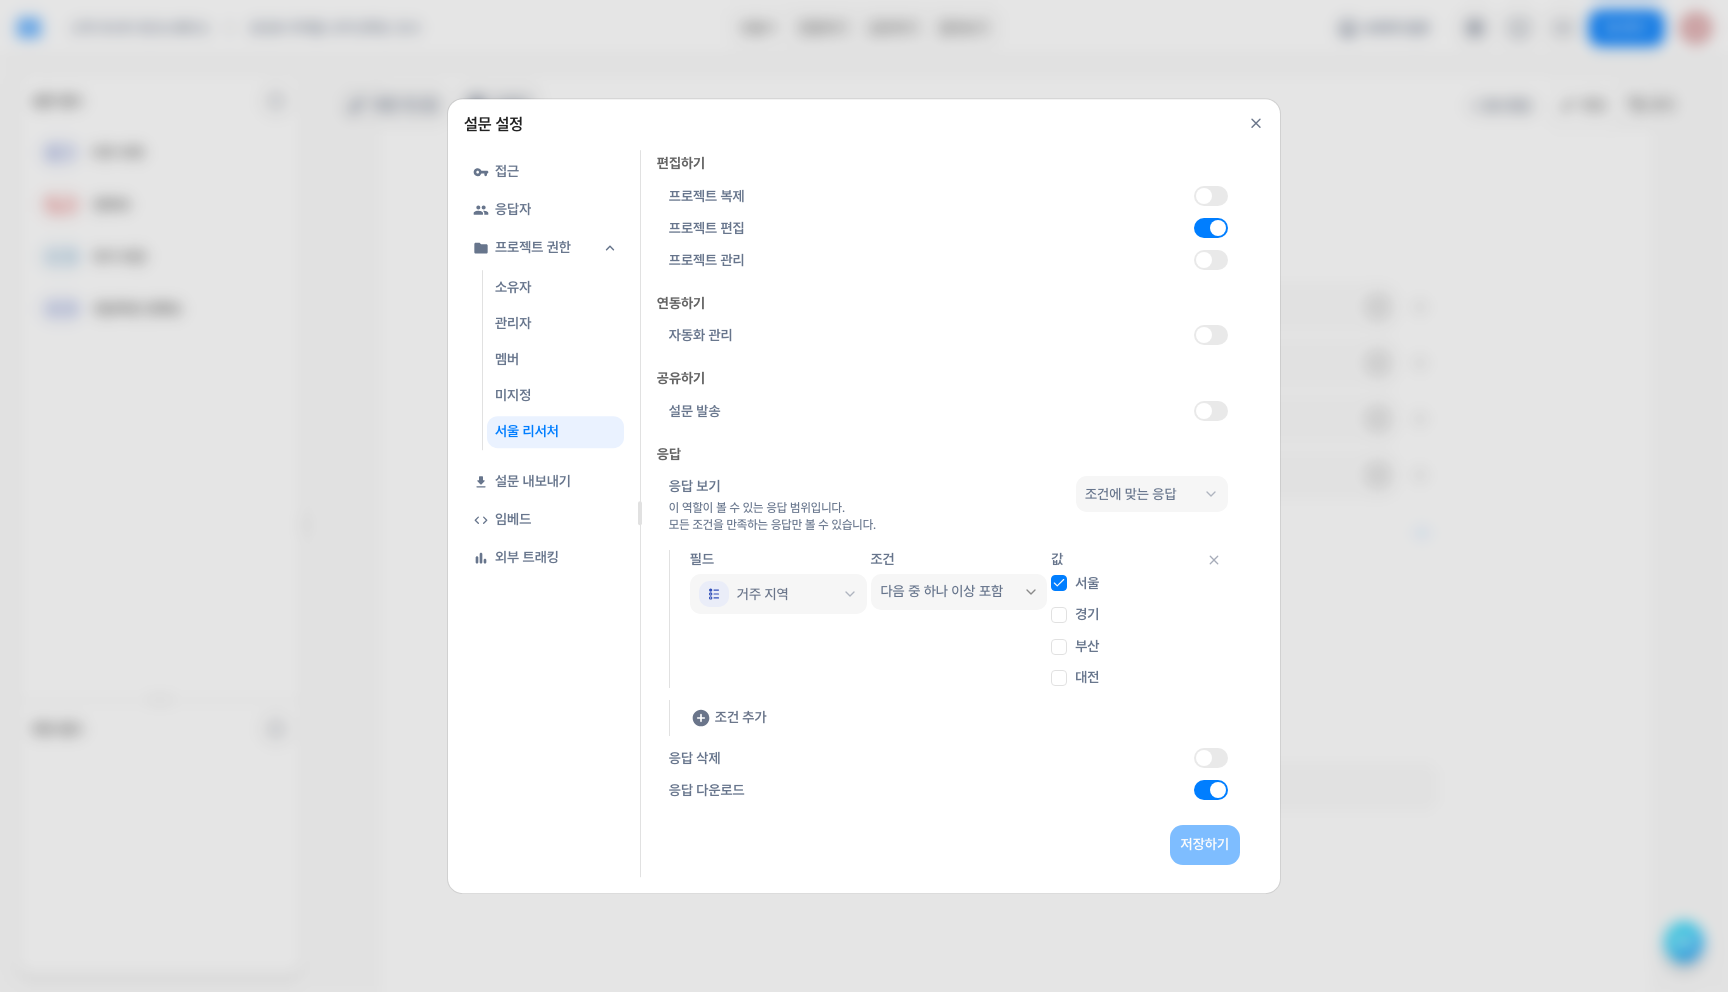 설문 설정
접근
응답자
프로젝트 권한
소유자
관리자
멤버
미지정
서울 리서처
설문 내보내기
임베드
외부 트래킹
편집하기
프로젝트 복제
프로젝트 편집
프로젝트 관리
연동하기
자동화 관리
공유하기
설문 발송
응답
응답 보기
이 역할이 볼 수 있는 응답 범위입니다.
모든 조건을 만족하는 응답만 볼 수 있습니다.
조건에 맞는 응답
필드
조건
값
거주 지역
다음 중 하나 이상 포함
서울
경기
부산
대전
조건 추가
응답 삭제
응답 다운로드
저장하기